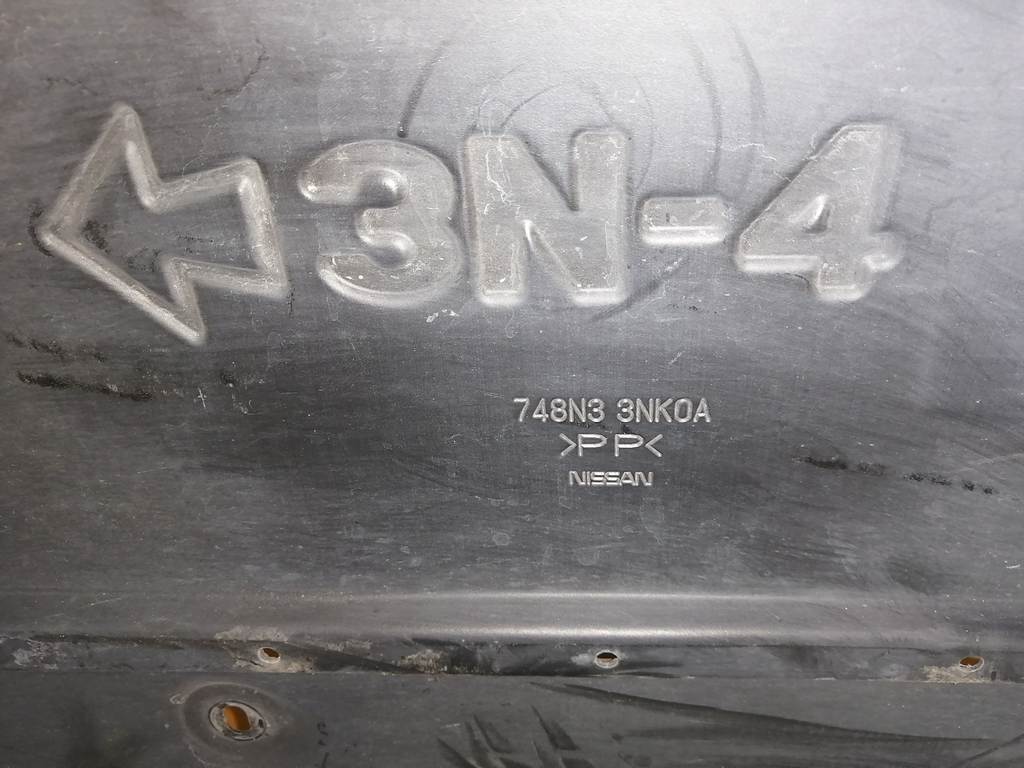 3N-4
748N3 3NK0A
>PP<
NISSAN